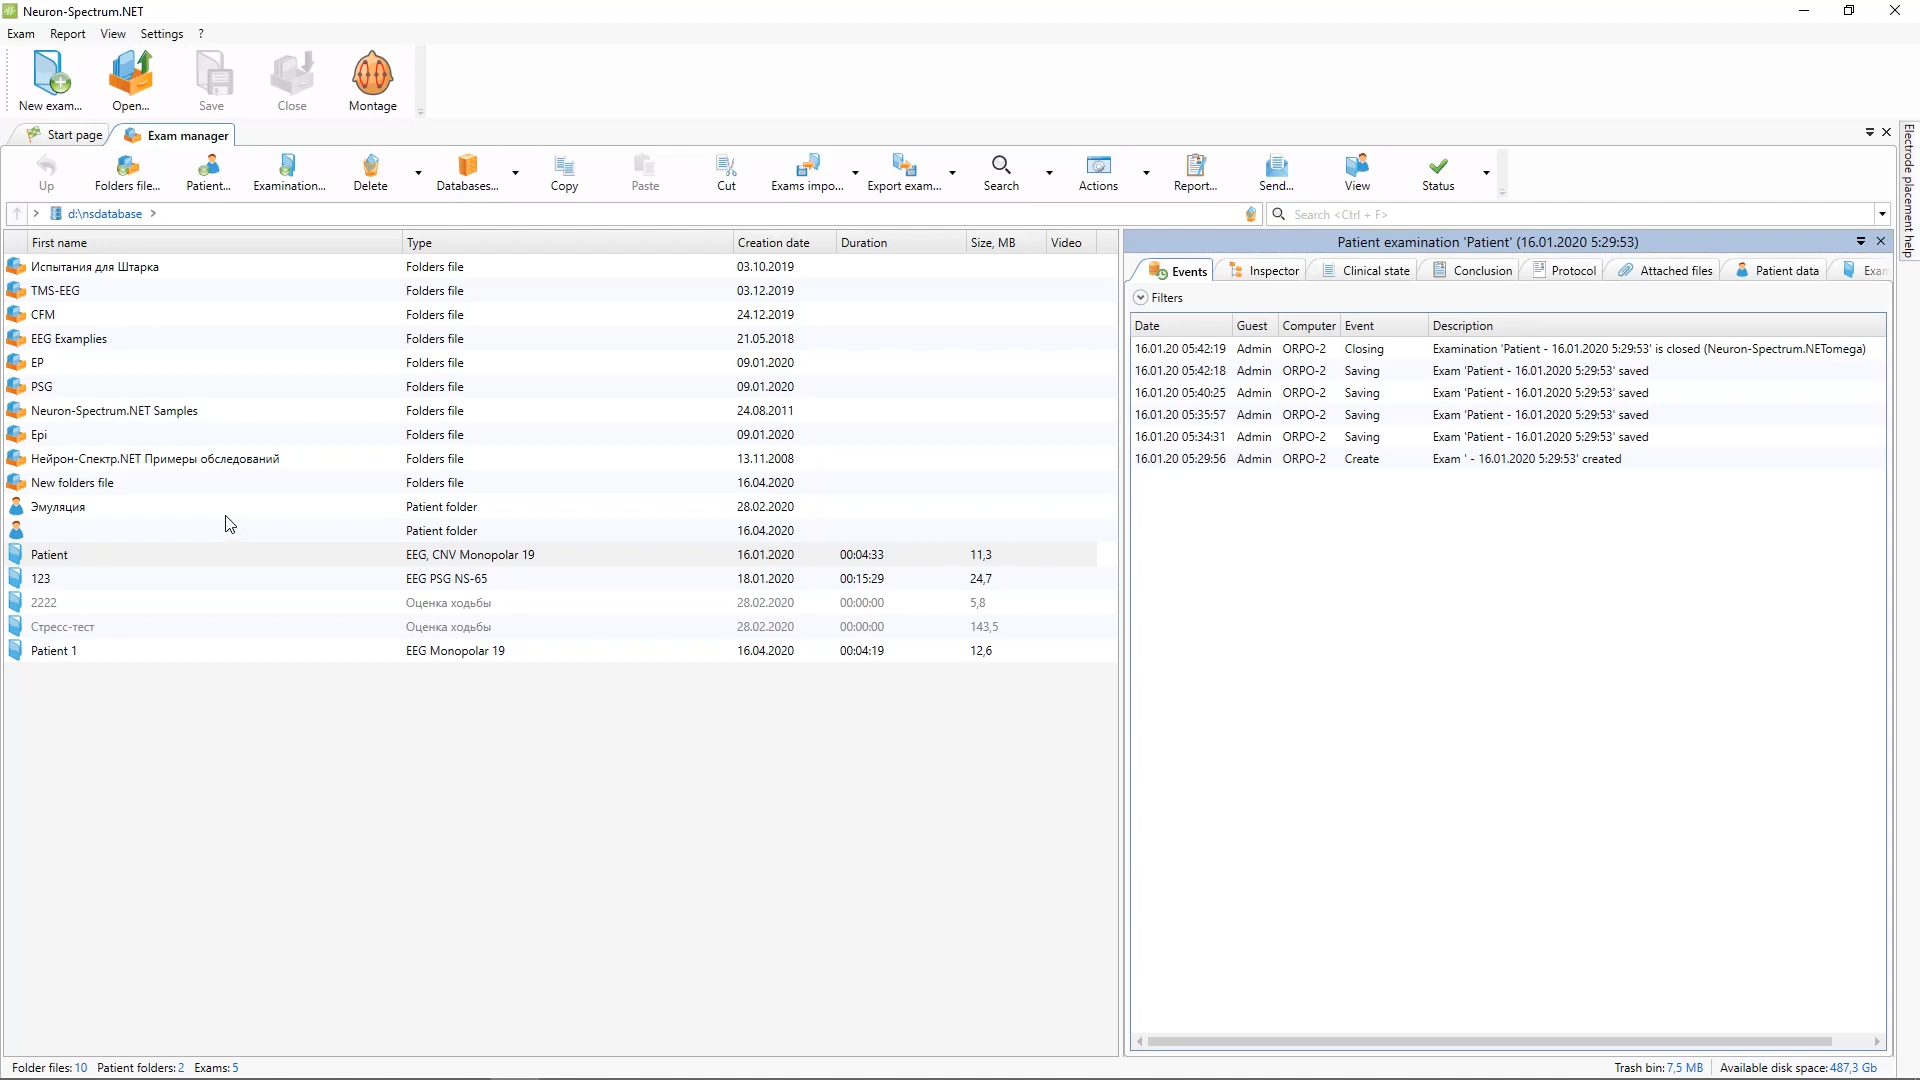 Neuron-Spectrum.NET
Exam Report View Settings ?
New exam... Open... Save Close Montage
Start page Exam manager
Up Folders file... Patient... Examination... Delete Databases... Copy Paste Cut Exams impo... Export exam... Search Actions Report... Send... View Status
d:\nsdatabase Search <Ctrl + F>
First name Type Creation date Duration Size, MB Video
Испытания для Штарка Folders file 03.10.2019
TMS-EEG Folders file 03.12.2019
CFM Folders file 24.12.2019
EEG Examplies Folders file 21.05.2018
EP Folders file 09.01.2020
PSG Folders file 09.01.2020
Neuron-Spectrum.NET Samples Folders file 24.08.2011
Epi Folders file 09.01.2020
Нейрон-Спектр.NET Примеры обследований Folders file 13.11.2008
New folders file Folders file 16.04.2020
Эмуляция Patient folder 28.02.2020
Patient folder 16.04.2020
Patient EEG, CNV Monopolar 19 16.01.2020 00:04:33 11,3
123 EEG PSG NS-65 18.01.2020 00:15:29 24,7
2222 Оценка ходьбы 28.02.2020 00:00:00 5,8
Стресс-тест Оценка ходьбы 28.02.2020 00:00:00 143,5
Patient 1 EEG Monopolar 19 16.04.2020 00:04:19 12,6
Patient examination 'Patient' (16.01.2020 5:29:53)
Events Inspector Clinical state Conclusion Protocol Attached files Patient data Exam
Filters
Date Guest Computer Event Description
16.01.20 05:42:19 Admin ORPO-2 Closing Examination 'Patient - 16.01.2020 5:29:53' is closed (Neuron-Spectrum.NETomega)
16.01.20 05:42:18 Admin ORPO-2 Saving Exam 'Patient - 16.01.2020 5:29:53' saved
16.01.20 05:40:25 Admin ORPO-2 Saving Exam 'Patient - 16.01.2020 5:29:53' saved
16.01.20 05:35:57 Admin ORPO-2 Saving Exam 'Patient - 16.01.2020 5:29:53' saved
16.01.20 05:34:31 Admin ORPO-2 Saving Exam 'Patient - 16.01.2020 5:29:53' saved
16.01.20 05:29:56 Admin ORPO-2 Create Exam ' - 16.01.2020 5:29:53' created
Electrode placement help
Folder files: 10 Patient folders: 2 Exams: 5
Trash bin: 7,5 MB Available disk space: 487,3 Gb